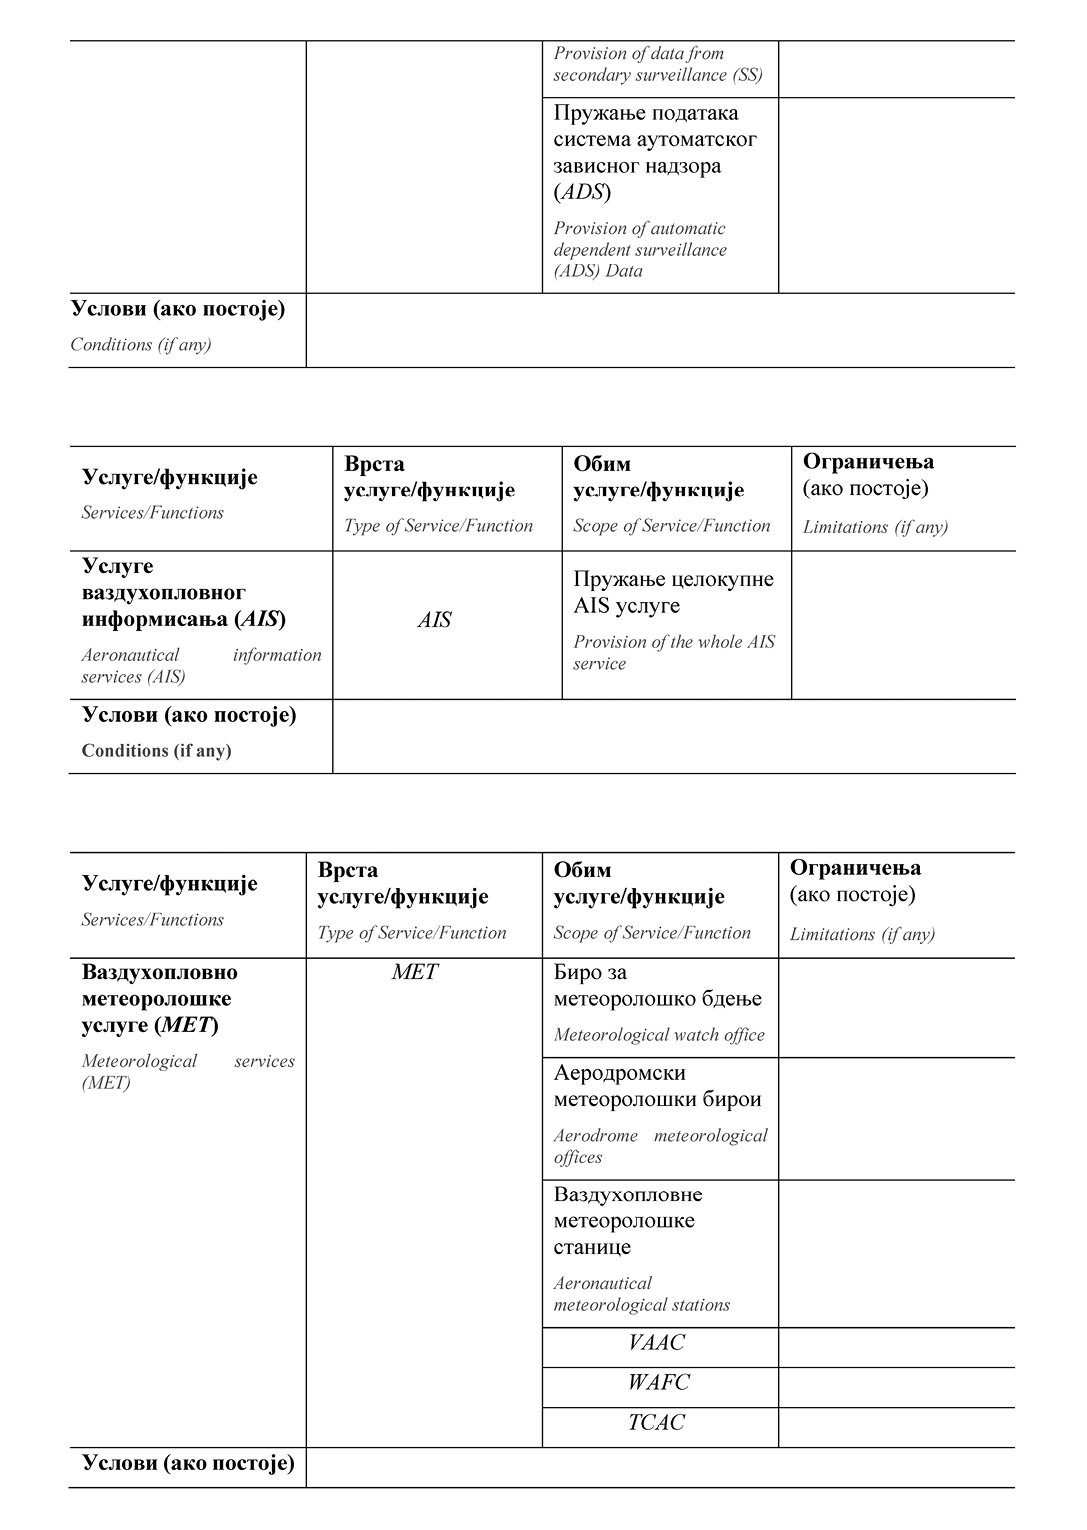 Provision of data from
secondary surveillance (SS)
Пружање података
система аутоматског
зависног надзора
(ADS)
Provision of automatic
dependent surveillance
(ADS) Data
Услови (ако постоје)
Conditions (if any)
Услуге/функције
Services/Functions
Врста
услуге/функције
Type of Service/Function
Обим
услуге/функције
Scope of Service/Function
Ограничења
(ако постоје)
Limitations (if any)
Услуге
ваздухопловног
информисања (AIS)
Aeronautical information
services (AIS)
AIS
Пружање целокупне
AIS услуге
Provision of the whole AIS
service
Услови (ако постоје)
Conditions (if any)
Услуге/функције
Services/Functions
Врста
услуге/функције
Type of Service/Function
Обим
услуге/функције
Scope of Service/Function
Ограничења
(ако постоје)
Limitations (if any)
Ваздухопловно
метеоролошке
услуге (MET)
Meteorological services
(MET)
MET
Биро за
метеоролошко бдење
Meteorological watch office
Аеродромски
метеоролошки бирои
Aerodrome meteorological
offices
Ваздухопловне
метеоролошке
станице
Aeronautical
meteorological stations
VAAC
WAFC
TCAC
Услови (ако постоје)